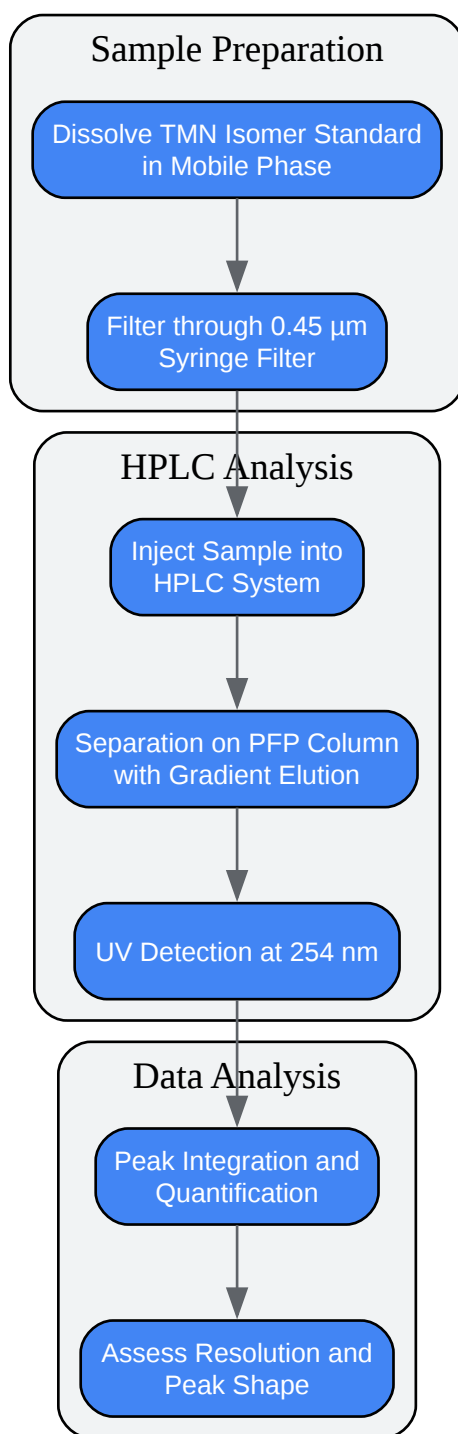 Sample Preparation
Dissolve TMN Isomer Standard
in Mobile Phase
Filter through 0.45 µm
Syringe Filter
HPLC Analysis
Inject Sample into
HPLC System
Separation on PFP Column
with Gradient Elution
UV Detection at 254 nm
Data Analysis
Peak Integration and
Quantification
Assess Resolution and
Peak Shape